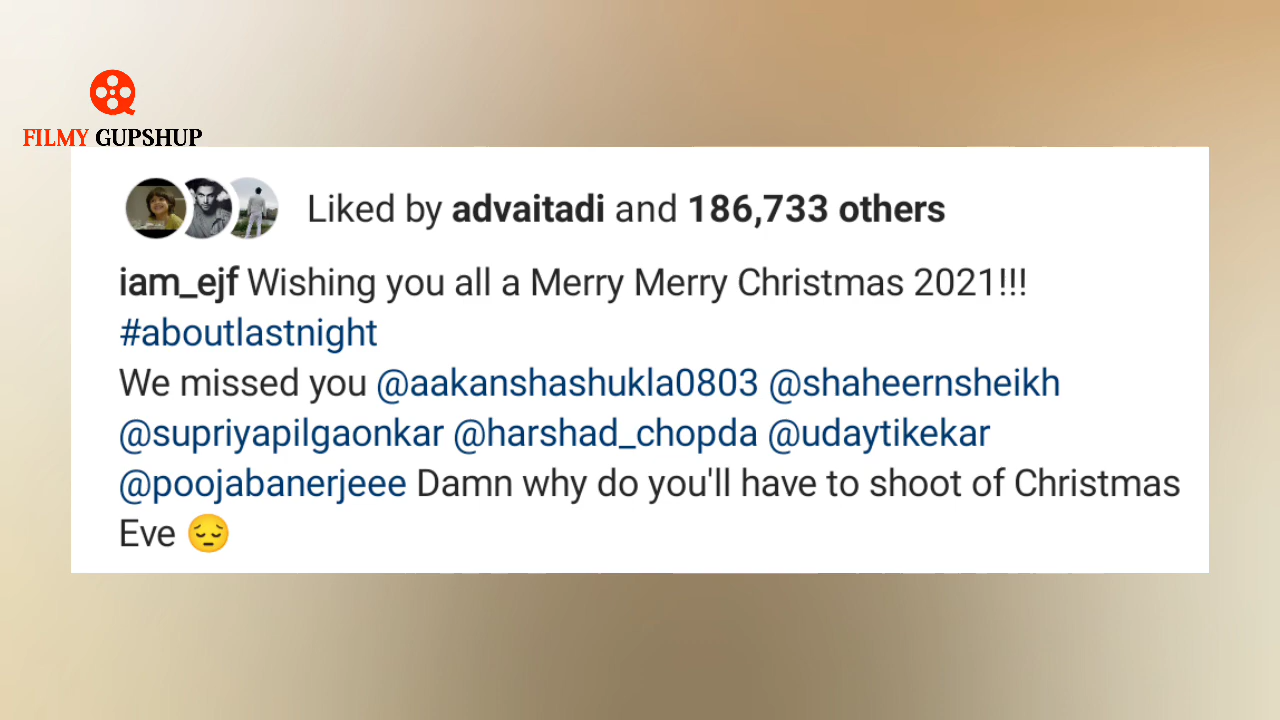 FILMY GUPSHUP
Liked by advaitadi and 186,733 others
iam_ejf Wishing you all a Merry Merry Christmas 2021!!!
#aboutlastnight
We missed you @aakanshashukla0803 @shaheernsheikh
@supriyapilgaonkar @harshad_chopda @udaytikekar
@poojabanerjeee Damn why do you'll have to shoot of Christmas
Eve 😔